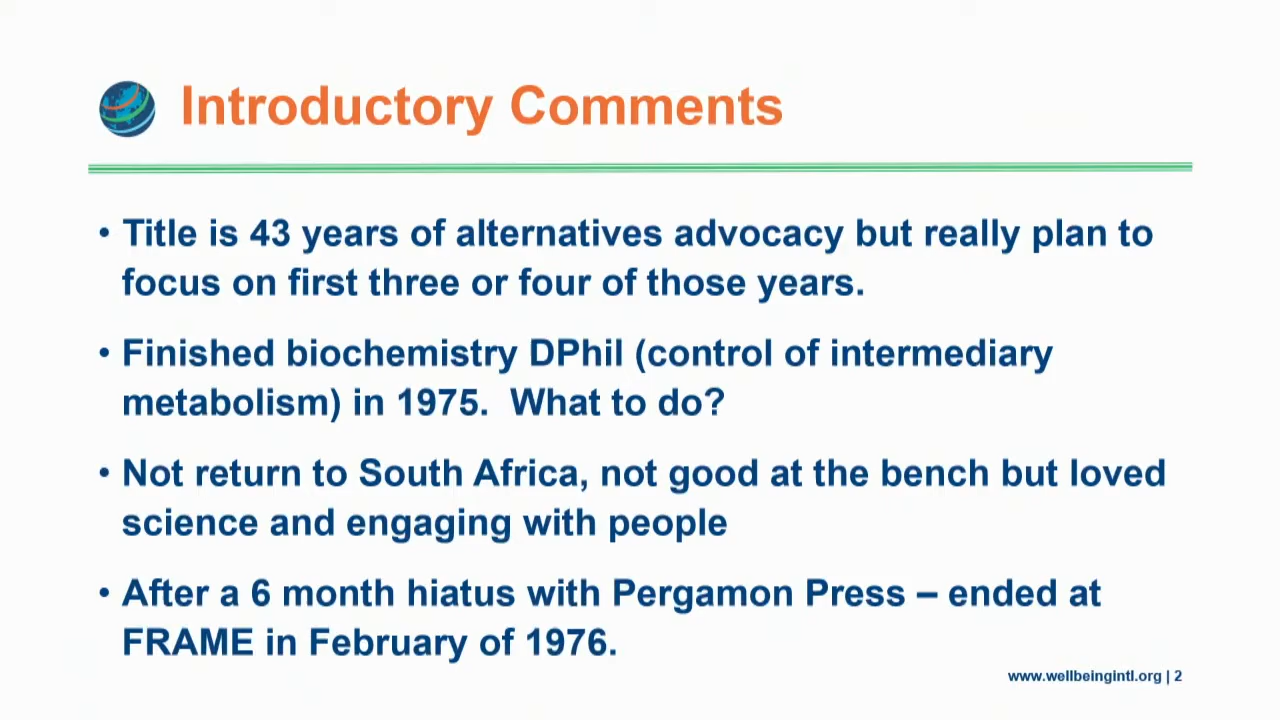 Introductory Comments
• Title is 43 years of alternatives advocacy but really plan to
focus on first three or four of those years.
• Finished biochemistry DPhil (control of intermediary
metabolism) in 1975.  What to do?
• Not return to South Africa, not good at the bench but loved
science and engaging with people
• After a 6 month hiatus with Pergamon Press – ended at
FRAME in February of 1976.
www.wellbeingintl.org | 2